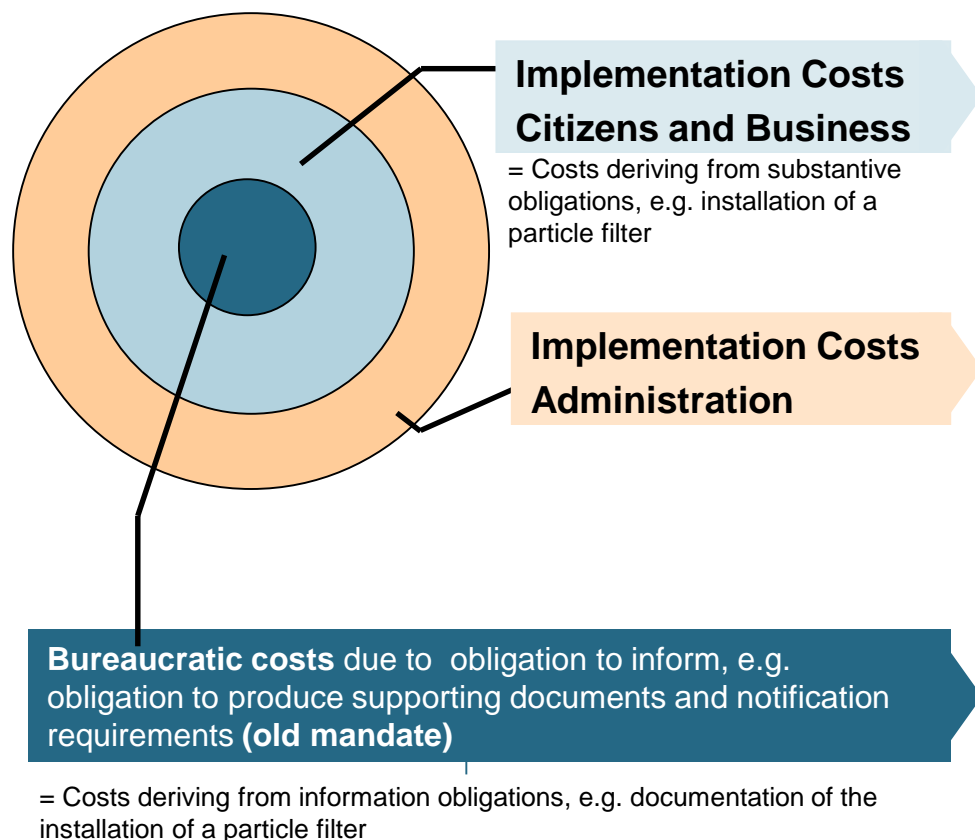 Implementation Costs
Citizens and Business
= Costs deriving from substantive
obligations, e.g. installation of a
particle filter
Implementation Costs
Administration
Bureaucratic costs due to  obligation to inform, e.g.
obligation to produce supporting documents and notification
requirements (old mandate)
= Costs deriving from information obligations, e.g. documentation of the
installation of a particle filter